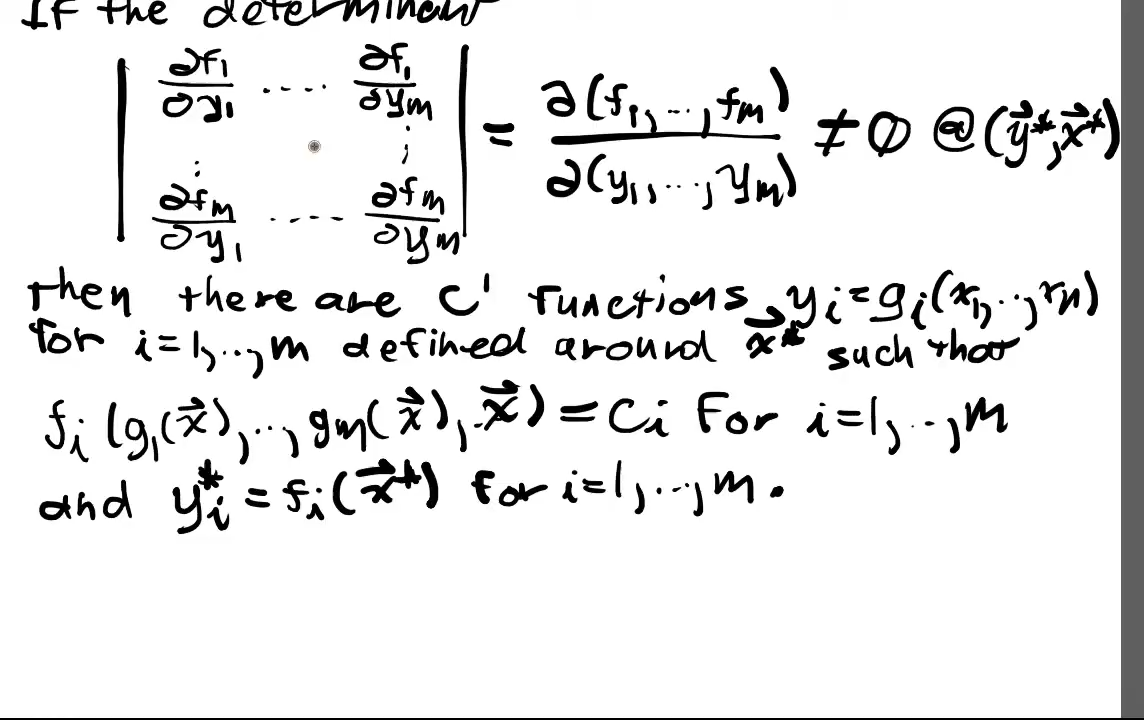 If the determinant
| ∂f₁/∂y₁ .... ∂f₁/∂yₘ ⋮ ⋮ ∂fₘ/∂y₁ ..... ∂fₘ/∂yₘ | = ∂(f₁,...,fₘ)/∂(y₁,...,yₘ) ≠ 0 @ (y⃗*, x⃗*)
then there are C¹ functions yᵢ=gᵢ(x₁,..,xₙ)
for i=1,..,m defined around x⃗* such that
fᵢ(g₁(x⃗),..,gₘ(x⃗),x⃗)=cᵢ For i=1,..,m
and yᵢ*=fᵢ(x⃗*) for i=1,..,m.